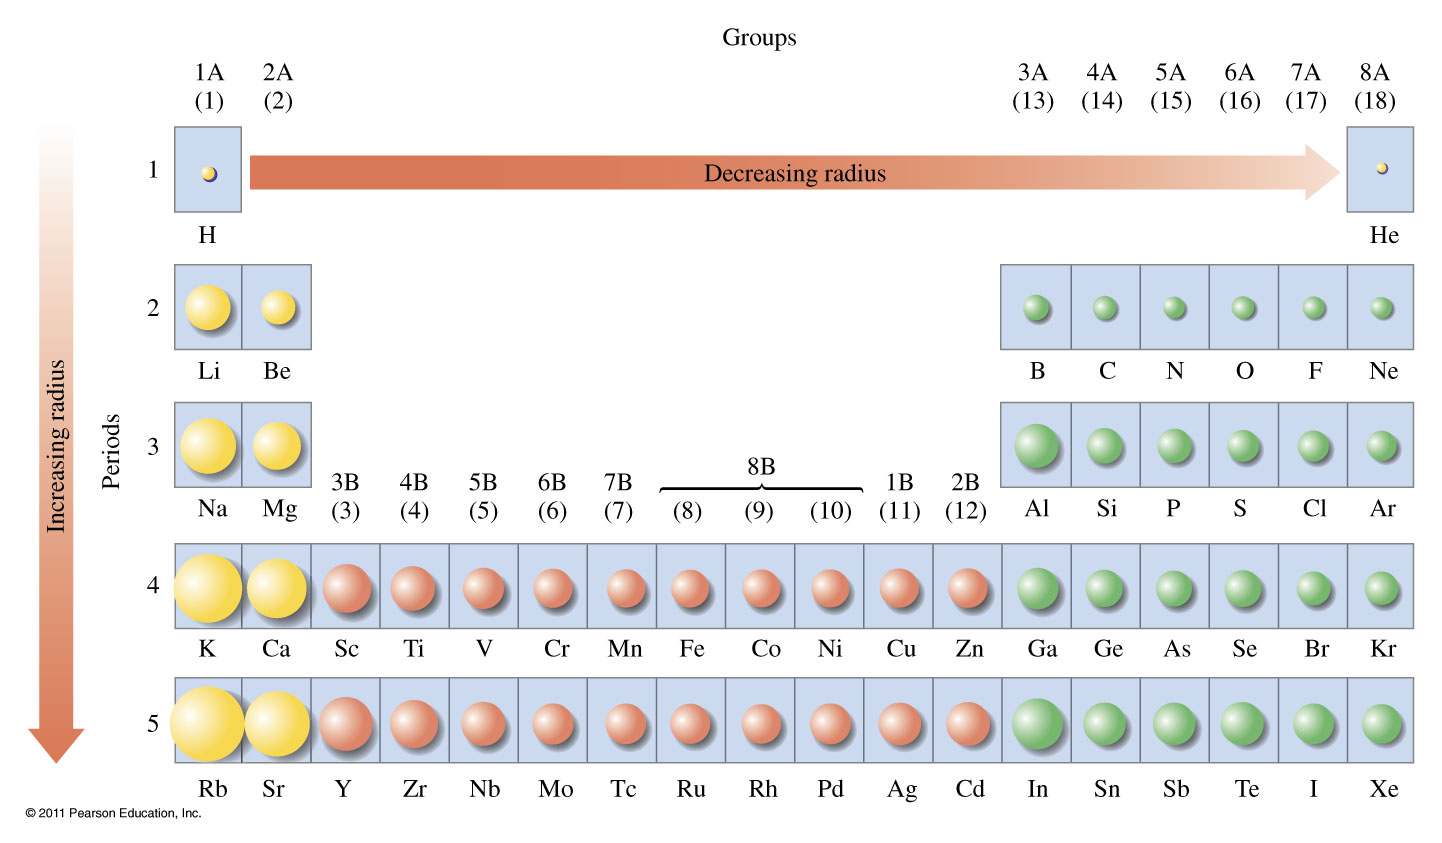 Groups
1A 2A 3A 4A 5A 6A 7A 8A
(1) (2) (13) (14) (15) (16) (17) (18)
1 Decreasing radius
H He
2
Li Be B C N O F Ne
Increasing radius
Periods
3
8B
3B 4B 5B 6B 7B 1B 2B
Na Mg (3) (4) (5) (6) (7) (8) (9) (10) (11) (12) Al Si P S Cl Ar
4
K Ca Sc Ti V Cr Mn Fe Co Ni Cu Zn Ga Ge As Se Br Kr
5
Rb Sr Y Zr Nb Mo Tc Ru Rh Pd Ag Cd In Sn Sb Te I Xe
© 2011 Pearson Education, Inc.